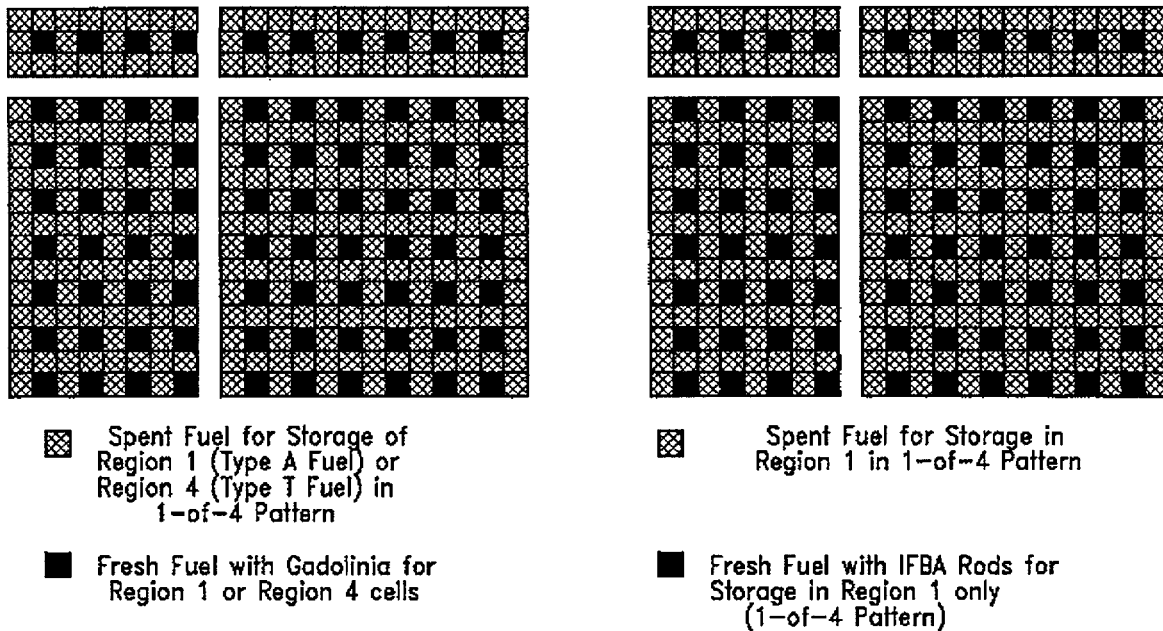 Spent Fuel for Storage of
Region 1 (Type A Fuel) or
Region 4 (Type T Fuel) in
1-of-4 Pattern
Fresh Fuel with Gadolinia for
Region 1 or Region 4 cells
Spent Fuel for Storage in
Region 1 in 1-of-4 Pattern
Fresh Fuel with IFBA Rods for
Storage in Region 1 only
(1-of-4 Pattern)